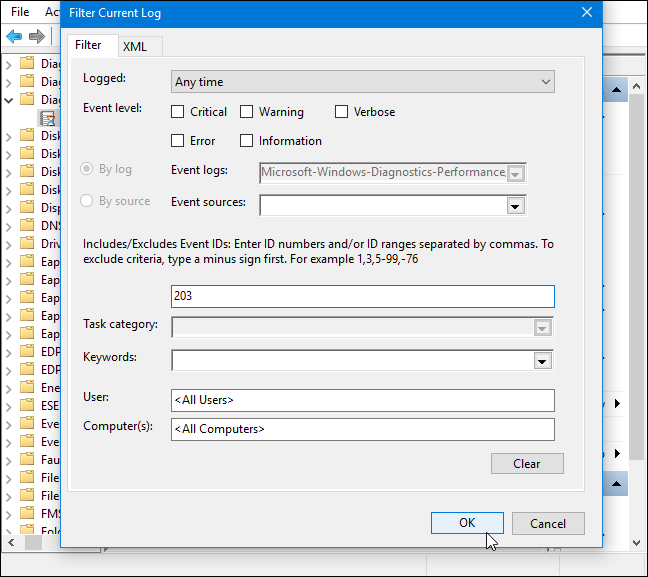 Filter Current Log
File
Filter
XML
Logged:
Any time
Event level:
Critical
Warning
Verbose
Error
Information
By log
Event logs:
Microsoft-Windows-Diagnostics-Performance
By source
Event sources:
Includes/Excludes Event IDs: Enter ID numbers and/or ID ranges separated by commas. To
exclude criteria, type a minus sign first. For example 1,3,5-99,-76
203
Task category:
Keywords:
User:
<All Users>
Computer(s):
<All Computers>
Clear
OK
Cancel
Diag
Diag
Diag
Disk
Disk
Disk
Disk
Disp
DNS
Driv
Eap
Eap
Eap
Eap
EDP
EDP
Ene
ESE
Eve
Eve
Fau
File
File
FMS